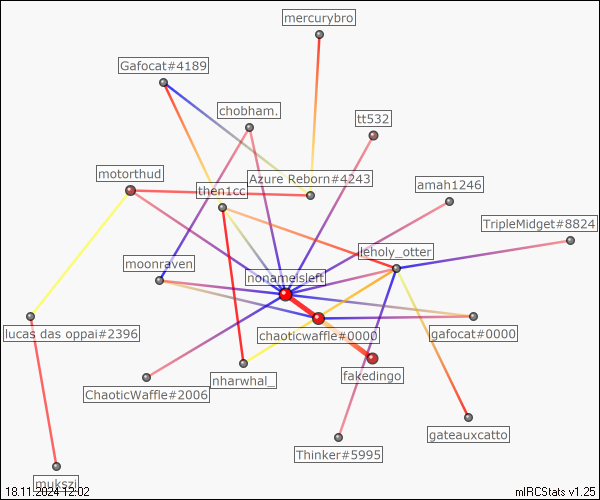 mercurybro
Gafocat#4189
chobham.
tt532
motorthud
Azure Reborn#4243
then1cc
amah1246
TripleMidget#8824
leholy_otter
moonraven
nonameisleft
lucas das oppai#2396
chaoticwaffle#0000
gafocat#0000
nharwhal_
fakedingo
ChaoticWaffle#2006
gateauxcatto
Thinker#5995
mukszi
18.11.2024 12:02
mIRCStats v1.25